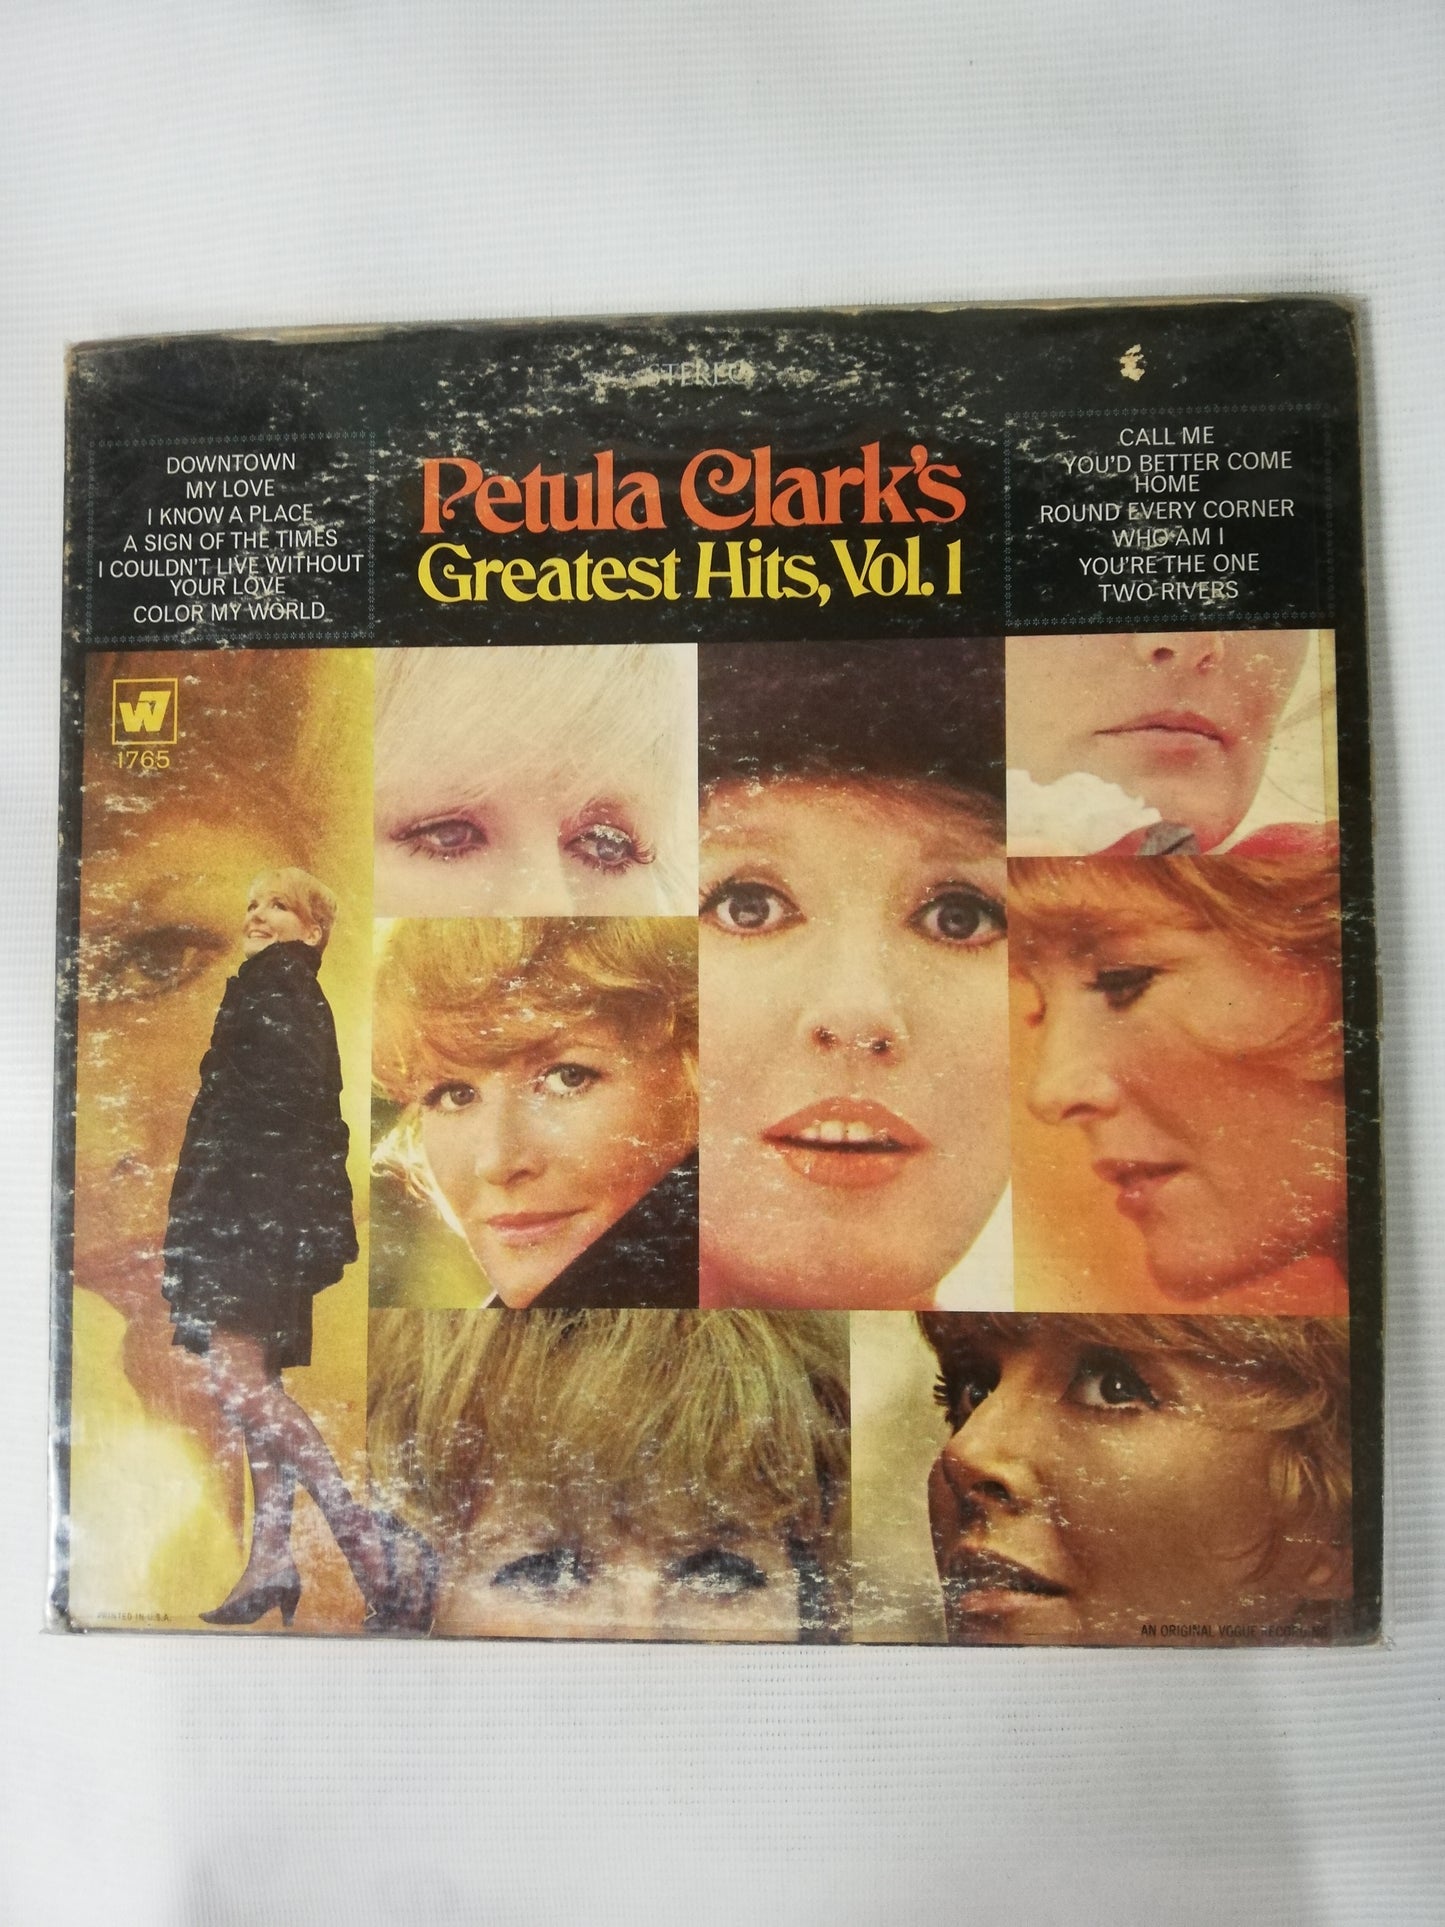 STEREO
DOWNTOWN
MY LOVE
I KNOW A PLACE
A SIGN OF THE TIMES
I COULDN'T LIVE WITHOUT
YOUR LOVE
COLOR MY WORLD
Petula Clark's
Greatest Hits, Vol. 1
CALL ME
YOU'D BETTER COME
HOME
ROUND EVERY CORNER
WHO AM I
YOU'RE THE ONE
TWO RIVERS
W7
1765
PRINTED IN U.S.A.
AN ORIGINAL VOGUE RECORDING